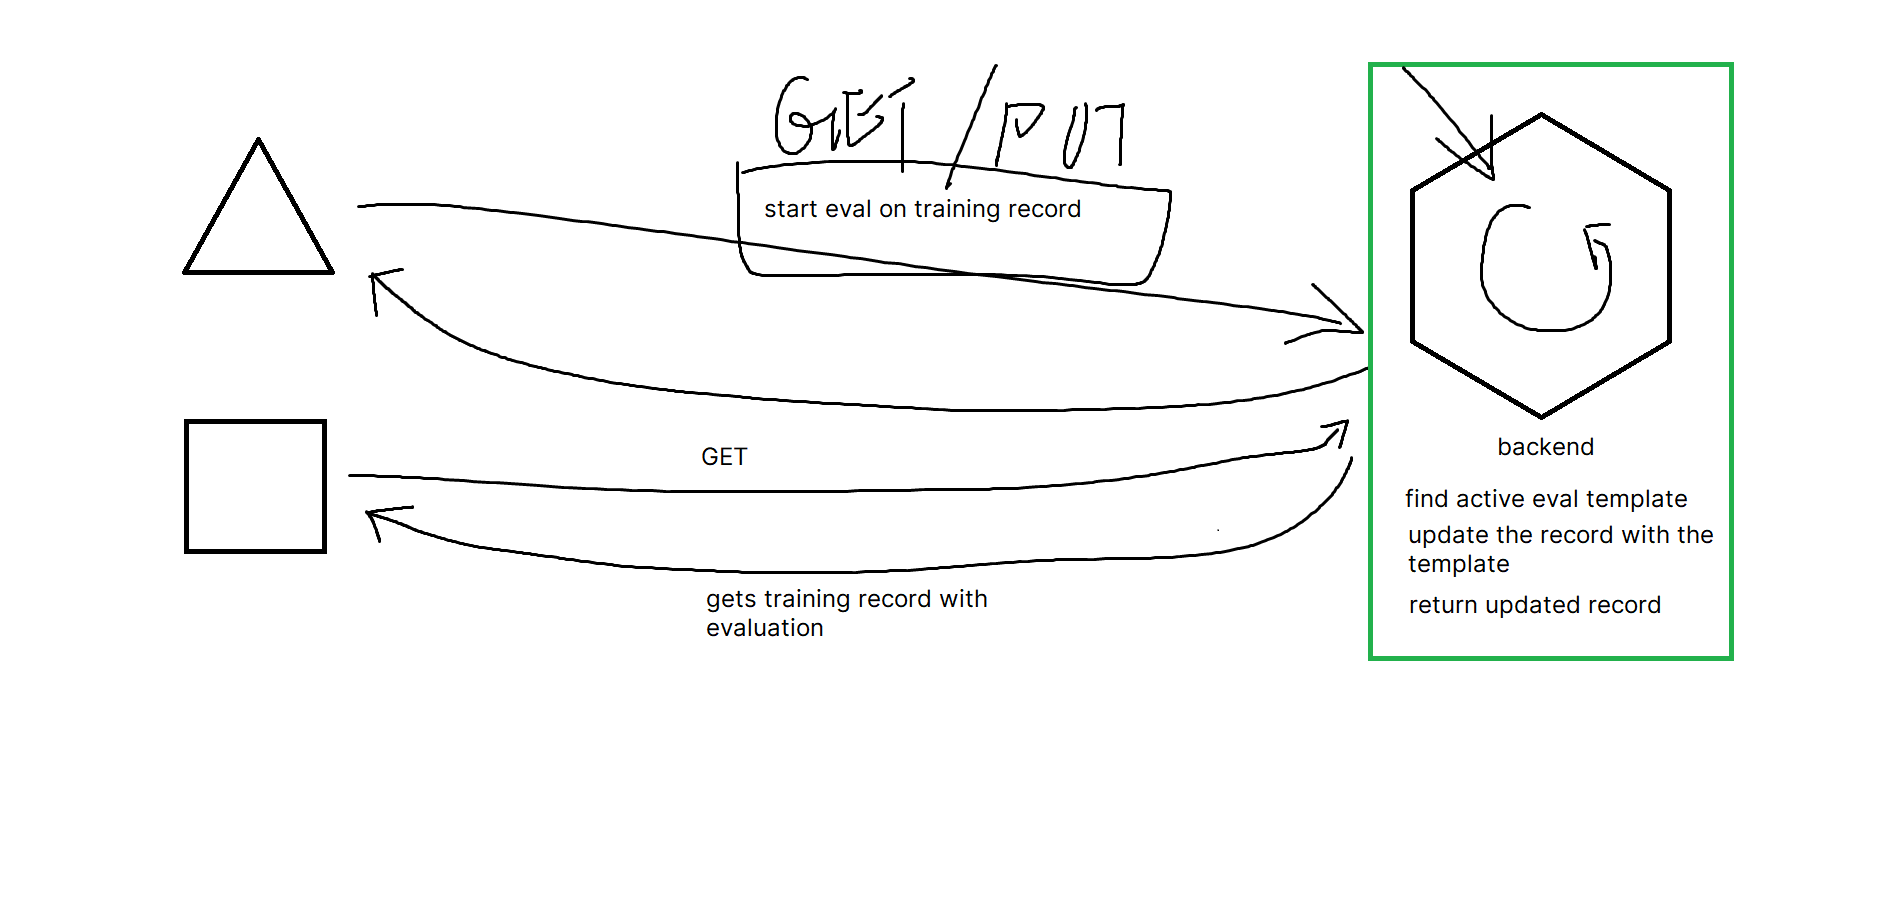 GET / PUT
start eval on training record
GET
gets training record with
evaluation
backend
find active eval template
update the record with the
template
return updated record